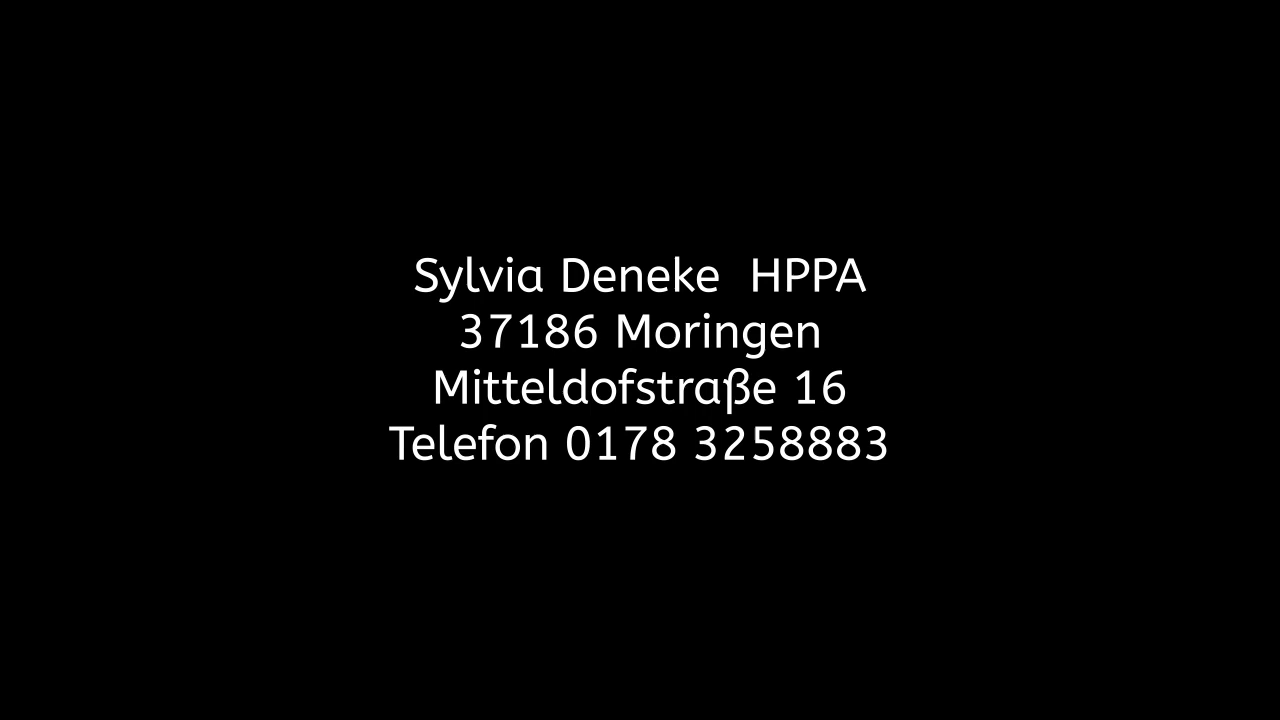 Sylvia Deneke  HPPA
37186 Moringen
Mitteldofstraße 16
Telefon 0178 3258883